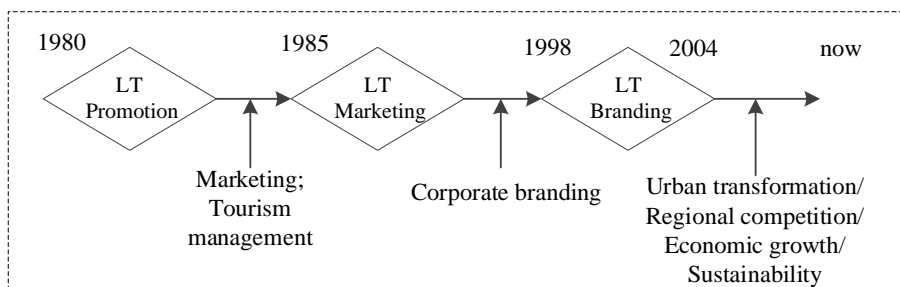 1980
1985
1998
2004
now
LT
Promotion
LT
Marketing
LT
Branding
Marketing;
Tourism
management
Corporate branding
Urban transformation/
Regional competition/
Economic growth/
Sustainability